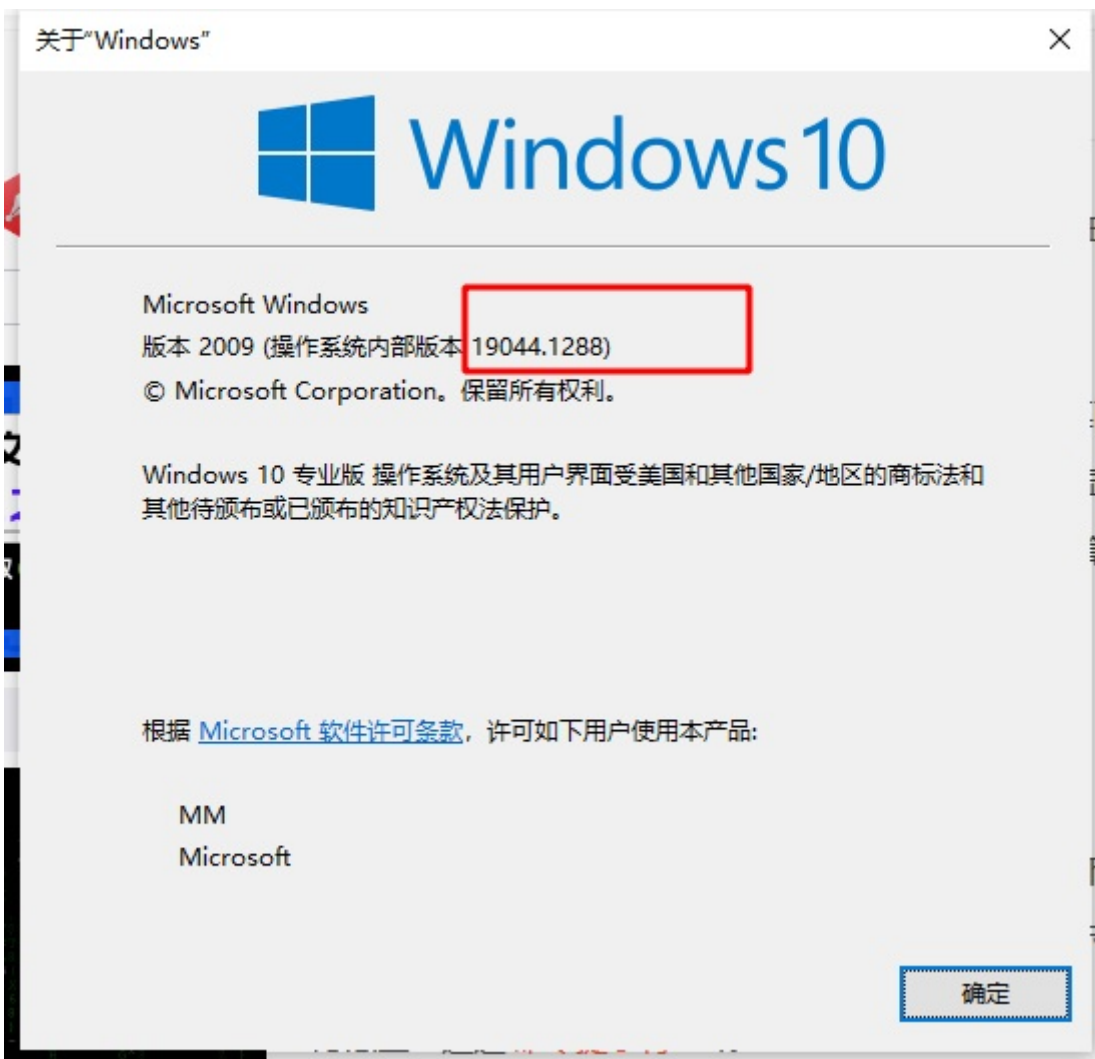 关于“Windows”
Windows 10
Microsoft Windows
版本 2009 (操作系统内部版本 19044.1288)
© Microsoft Corporation。保留所有权利。
Windows 10 专业版 操作系统及其用户界面受美国和其他国家/地区的商标法和
其他待颁布或已颁布的知识产权法保护。
根据 Microsoft 软件许可条款，许可如下用户使用本产品:
MM
Microsoft
确定